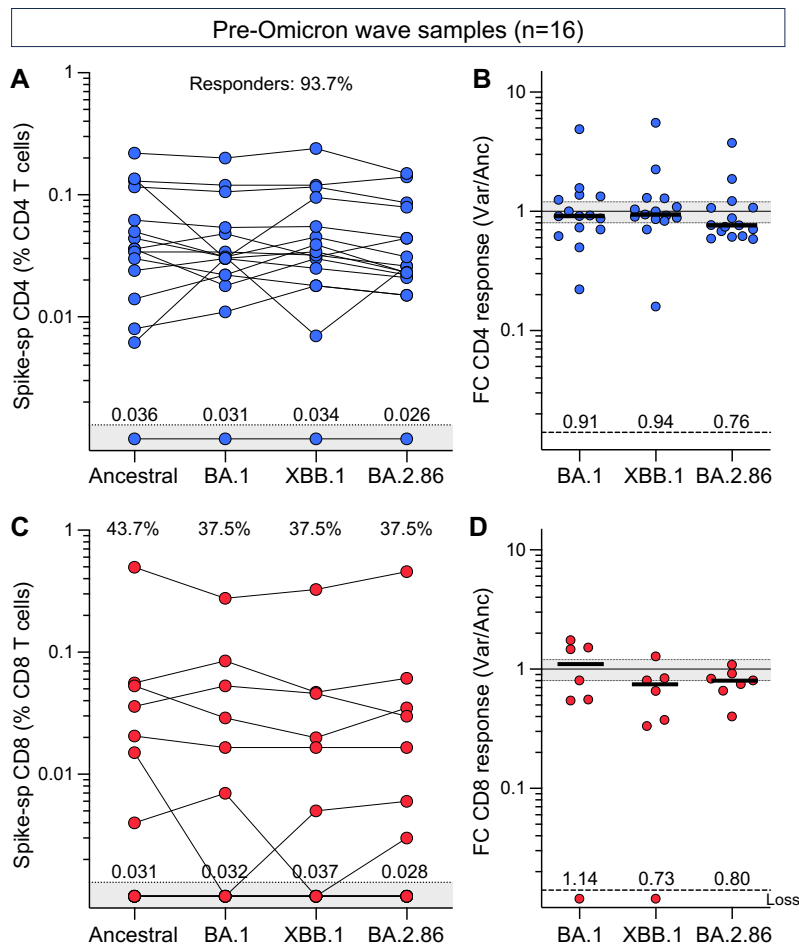 Pre-Omicron wave samples (n=16)
A
Responders: 93.7%
Spike-sp CD4 (% CD4 T cells)
1
0.1
0.01
0.036 0.031 0.034 0.026
Ancestral BA.1 XBB.1 BA.2.86
B
FC CD4 response (Var/Anc)
10
1
0.1
0.91 0.94 0.76
BA.1 XBB.1 BA.2.86
C
43.7% 37.5% 37.5% 37.5%
Spike-sp CD8 (% CD8 T cells)
1
0.1
0.01
0.031 0.032 0.037 0.028
Ancestral BA.1 XBB.1 BA.2.86
D
FC CD8 response (Var/Anc)
10
1
0.1
1.14 0.73 0.80
Loss
BA.1 XBB.1 BA.2.86